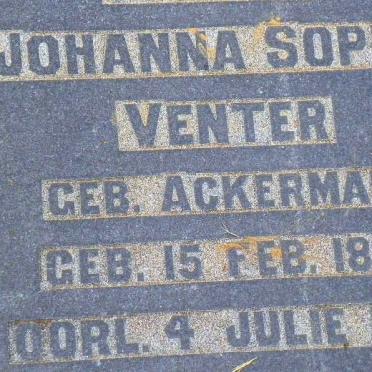 JOHANNA SOP
VENTER
GEB. ACKERMA
GEB. 15 FEB. 18
OORL. 4 JULIE